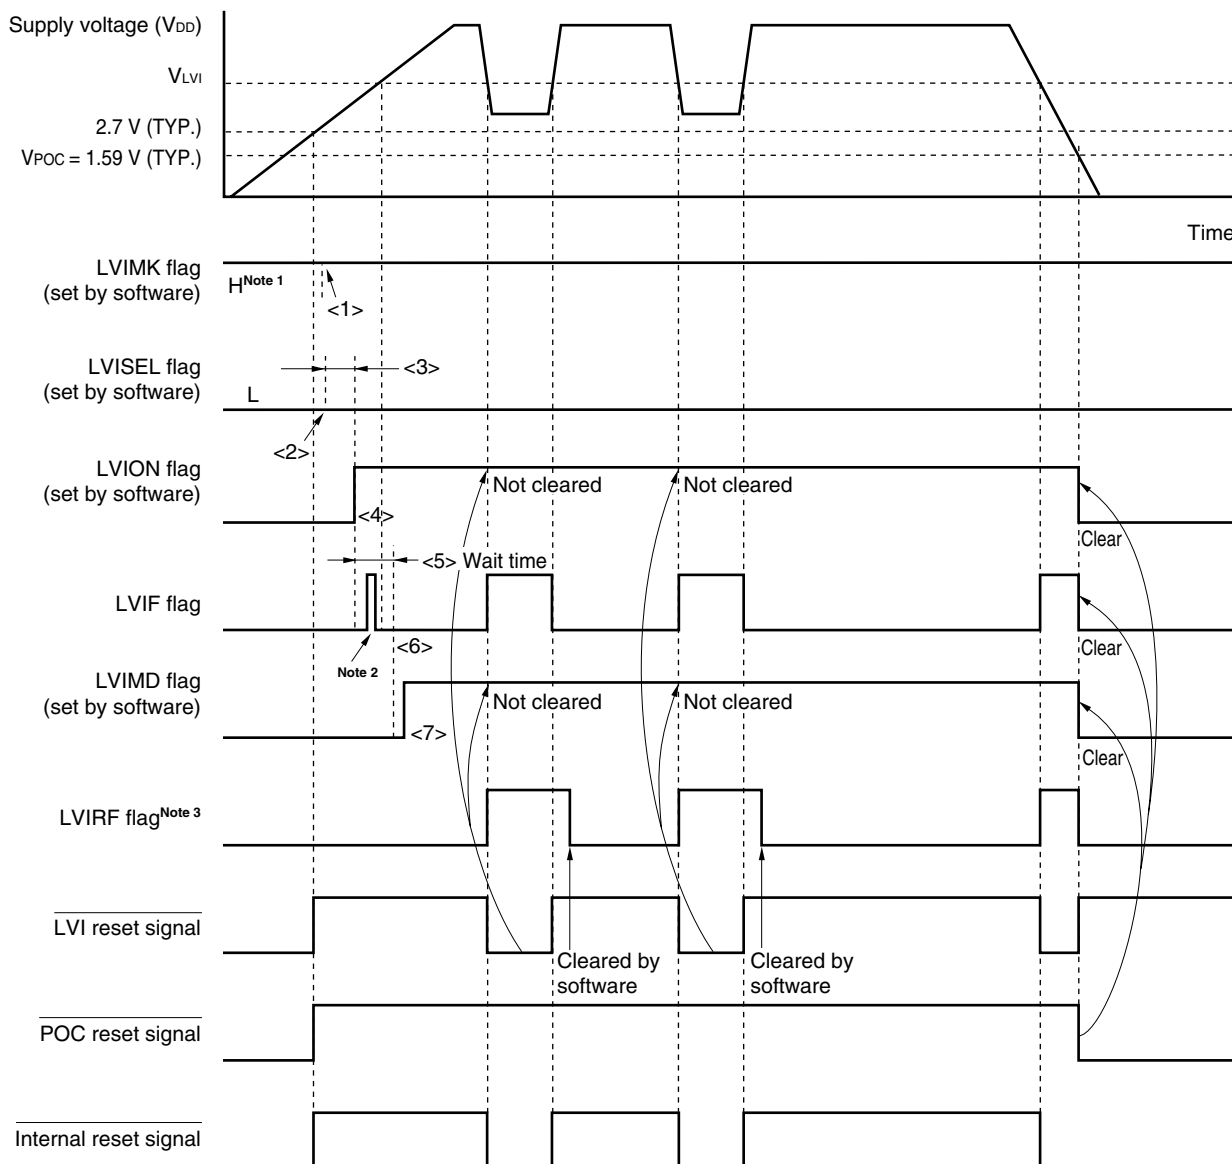 Supply voltage (VDD)
VLVI
2.7 V (TYP.)
VPOC = 1.59 V (TYP.)
Time
LVIMK flag
(set by software)
H Note 1
<1>
LVISEL flag
(set by software)
L
<3>
<2>
LVION flag
(set by software)
Not cleared
Not cleared
<4>
Clear
<5> Wait time
LVIF flag
Note 2
<6>
Clear
LVIMD flag
(set by software)
Not cleared
Not cleared
<7>
Clear
LVIRF flag Note 3
LVI reset signal
Cleared by
software
Cleared by
software
POC reset signal
Internal reset signal